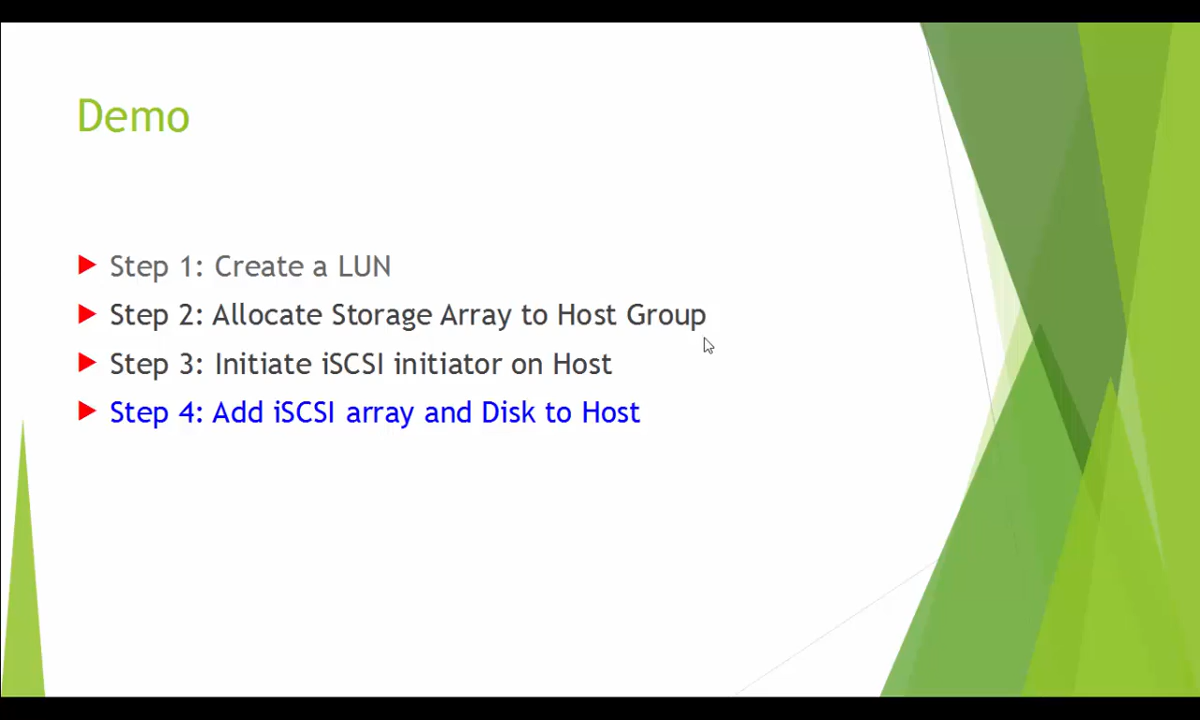 Demo
Step 1: Create a LUN
Step 2: Allocate Storage Array to Host Group
Step 3: Initiate iSCSI initiator on Host
Step 4: Add iSCSI array and Disk to Host